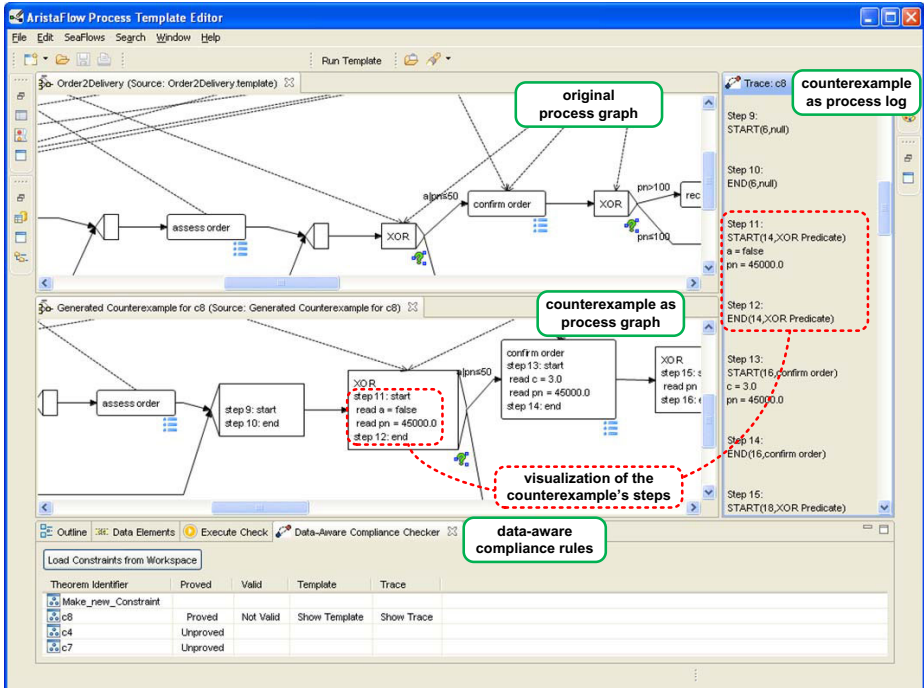 AristaFlow Process Template Editor
File Edit SeaFlows Search Window Help
Run Template
Order2Delivery (Source: Order2Delivery.template)
original
process graph
a|pn≤50
confirm order
XOR
pn>100
rec
pn≤100
assess order
XOR
Generated Counterexample for c8 (Source: Generated Counterexample for c8)
counterexample as
process graph
assess order
step 9: start
step 10: end
XOR
step 11: start
read a = false
read pn = 45000.0
step 12: end
a|pn≤50
confirm order
step 13: start
read c = 3.0
read pn = 45000.0
step 14: end
XOR
step 15: s
read pn
step 16: e
visualization of the
counterexample's steps
Trace: c8
counterexample
as process log
Step 9:
START(6,null)
Step 10:
END(6,null)
Step 11:
START(14,XOR Predicate)
a = false
pn = 45000.0
Step 12:
END(14,XOR Predicate)
Step 13:
START(16,confirm order)
c = 3.0
pn = 45000.0
Step 14:
END(16,confirm order)
Step 15:
START(18,XOR Predicate)
Outline Data Elements Execute Check Data-Aware Compliance Checker
data-aware
compliance rules
Load Constraints from Workspace
Theorem Identifier Proved Valid Template Trace
Make_new_Constraint
c8 Proved Not Valid Show Template Show Trace
c4 Unproved
c7 Unproved